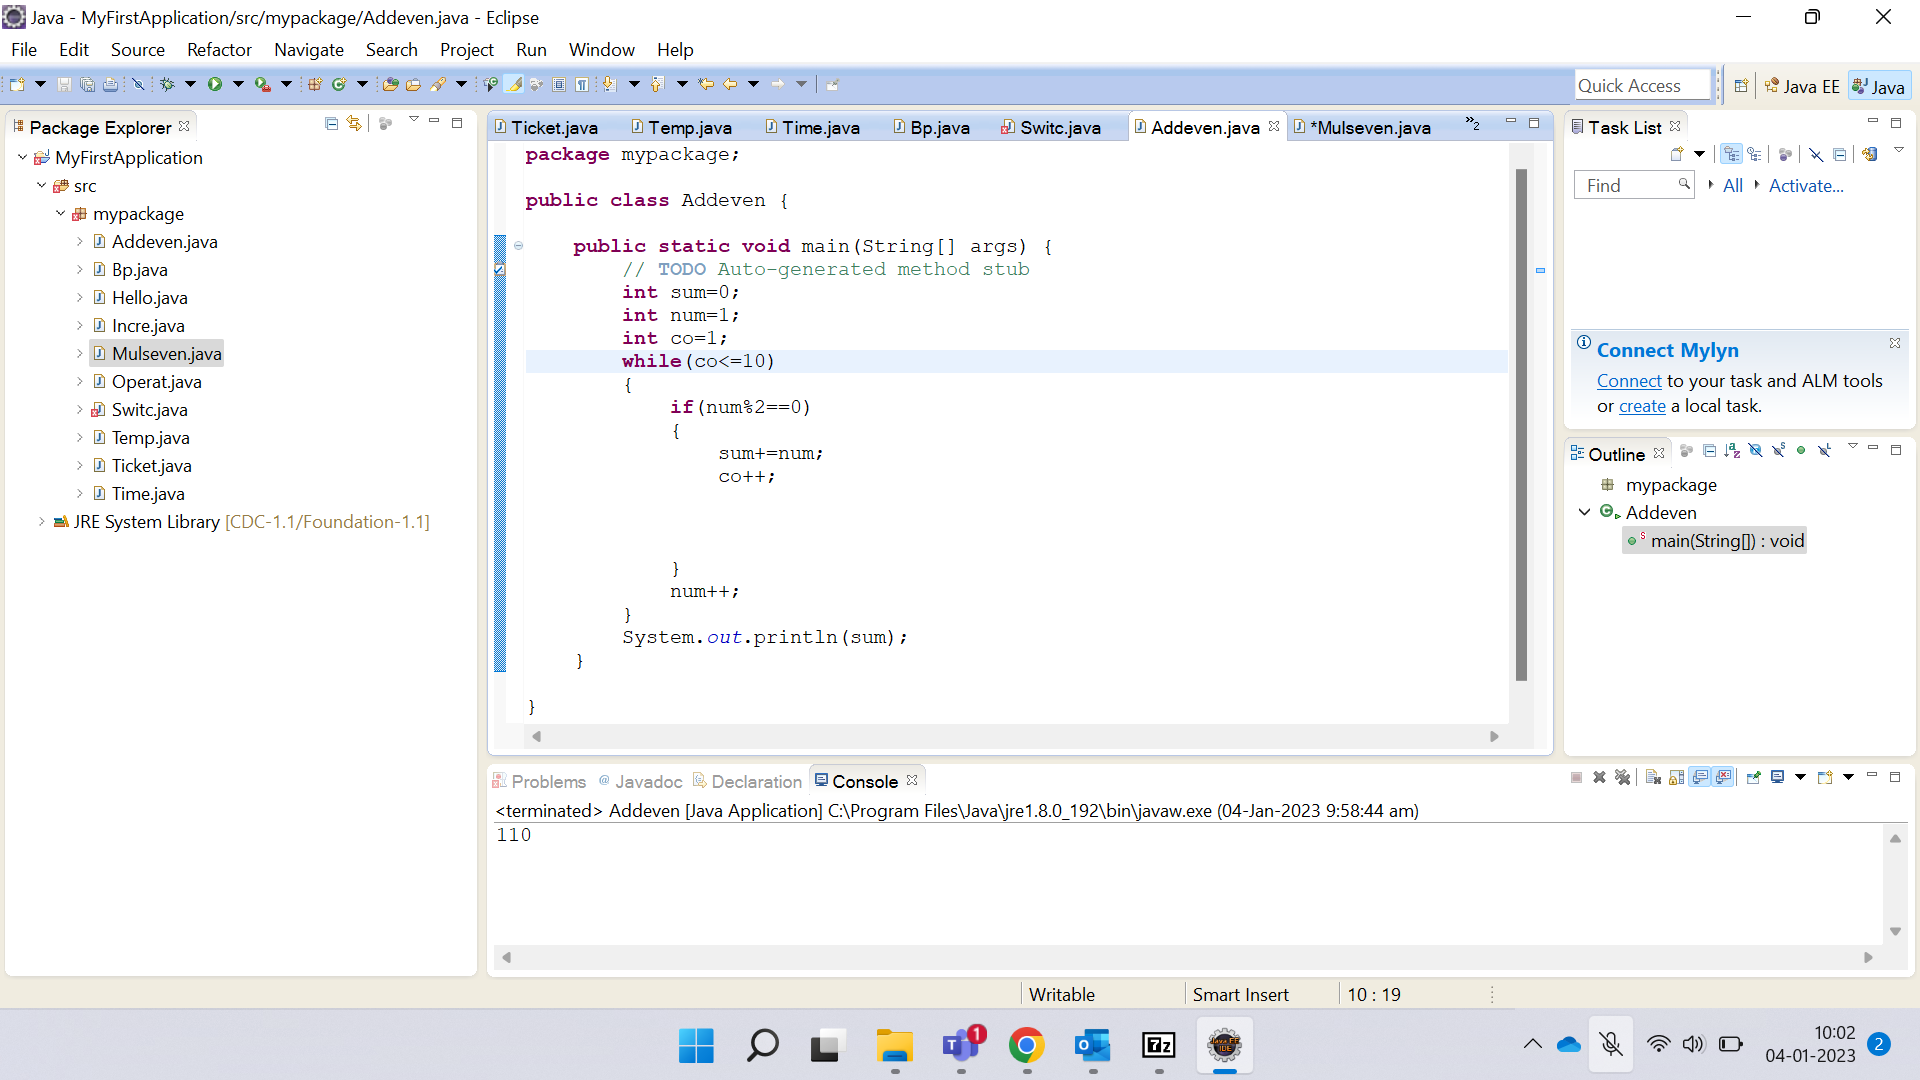 Java - MyFirstApplication/src/mypackage/Addeven.java - Eclipse
File Edit Source Refactor Navigate Search Project Run Window Help
Quick Access Java EE Java
Package Explorer
MyFirstApplication
src
mypackage
Addeven.java
Bp.java
Hello.java
Incre.java
Mulseven.java
Operat.java
Switc.java
Temp.java
Ticket.java
Time.java
JRE System Library [CDC-1.1/Foundation-1.1]
Ticket.java Temp.java Time.java Bp.java Switc.java Addeven.java *Mulseven.java »2
package mypackage;
public class Addeven {
public static void main(String[] args) {
// TODO Auto-generated method stub
int sum=0;
int num=1;
int co=1;
while(co<=10)
{
if(num%2==0)
{
sum+=num;
co++;
}
num++;
}
System.out.println(sum);
}
}
Task List
Find All Activate...
Connect Mylyn
Connect to your task and ALM tools
or create a local task.
Outline
mypackage
Addeven
main(String[]) : void
Problems Javadoc Declaration Console
<terminated> Addeven [Java Application] C:\Program Files\Java\jre1.8.0_192\bin\javaw.exe (04-Jan-2023 9:58:44 am)
110
Writable Smart Insert 10 : 19
1
7z
Java EE
IDE
10:02
04-01-2023
2